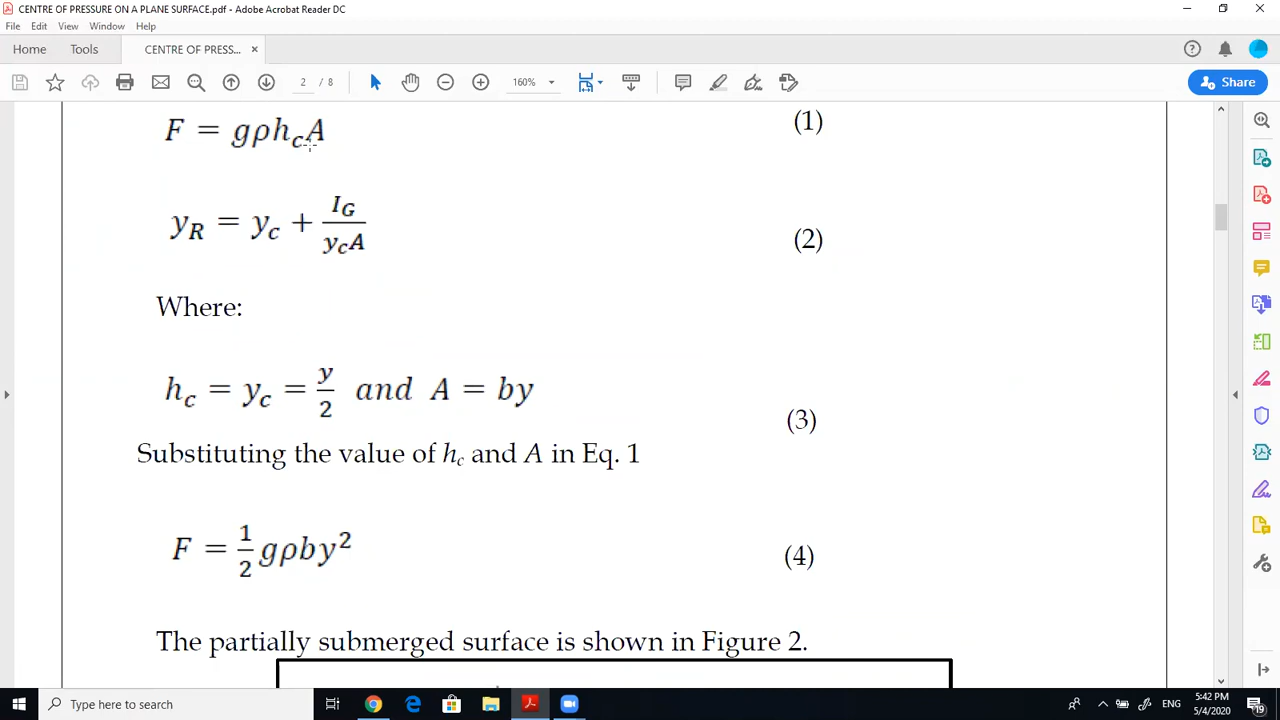 CENTRE OF PRESSURE ON A PLANE SURFACE.pdf - Adobe Acrobat Reader DC
File Edit View Window Help
Home Tools CENTRE OF PRESS... ×
2 / 8 160% Share
F = gρh_cA (1)
y_R = y_c + I_G/y_cA (2)
Where:
h_c = y_c = y/2 and A = by (3)
Substituting the value of h_c and A in Eq. 1
F = 1/2 gρby² (4)
The partially submerged surface is shown in Figure 2.
Type here to search
ENG
5:42 PM
5/4/2020
19